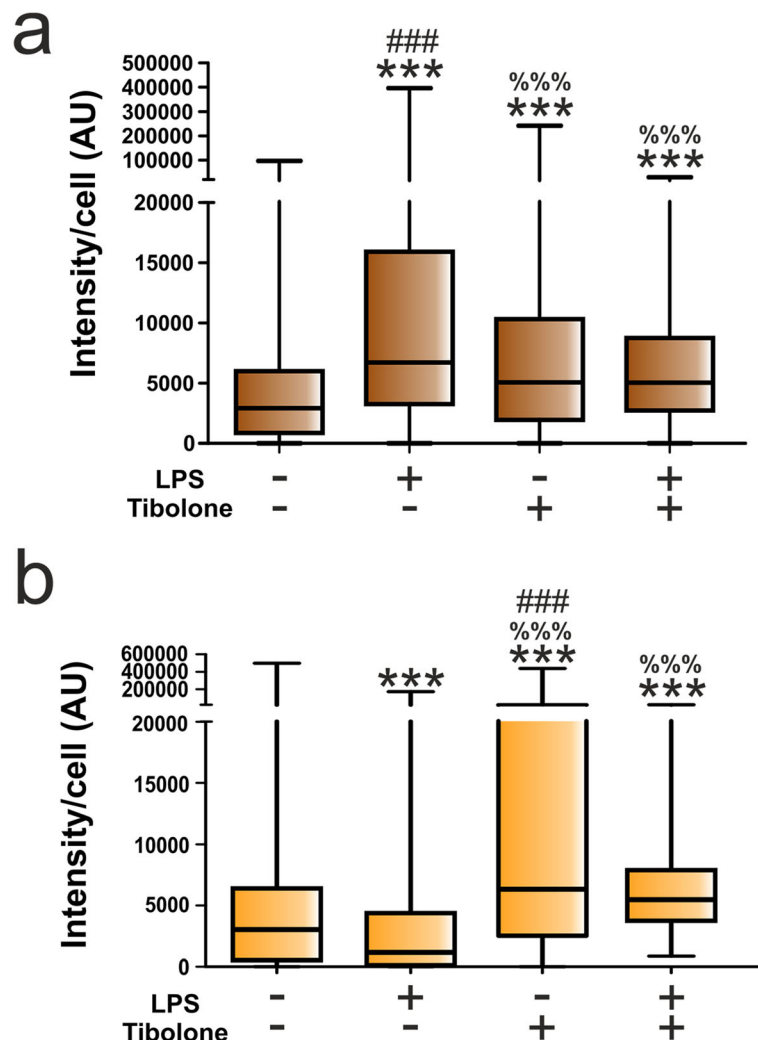 a
###
*** %%%
500000 ***
400000 %%%
300000 ***
200000
100000
20000
15000
10000
5000
0
Intensity/cell (AU)
LPS - + - +
Tibolone - - + +
b
###
%%% %%%
*** *** ***
600000
400000
200000
20000
15000
10000
5000
0
Intensity/cell (AU)
LPS - + - +
Tibolone - - + +